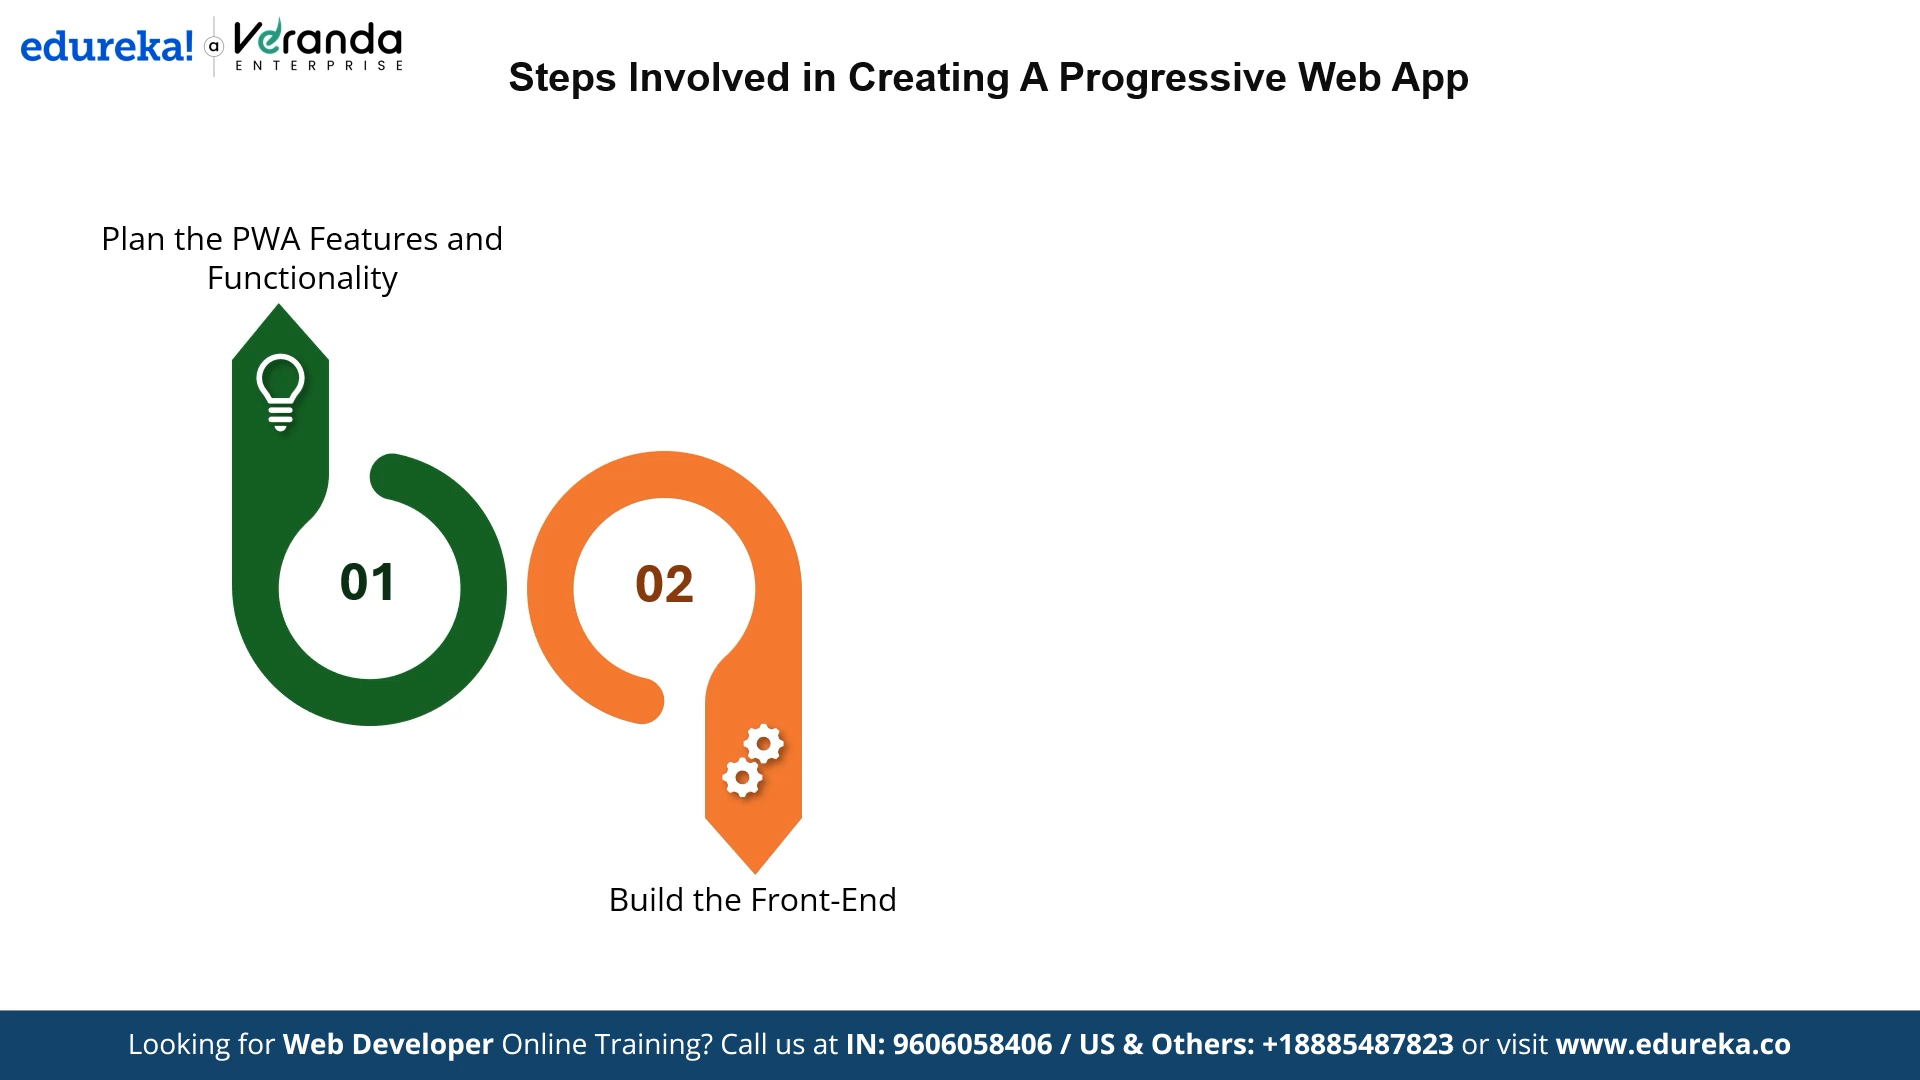 edureka! a Veranda
ENTERPRISE
Steps Involved in Creating A Progressive Web App
Plan the PWA Features and
Functionality
01
02
Build the Front-End
Looking for Web Developer Online Training? Call us at IN: 9606058406 / US & Others: +18885487823 or visit www.edureka.co